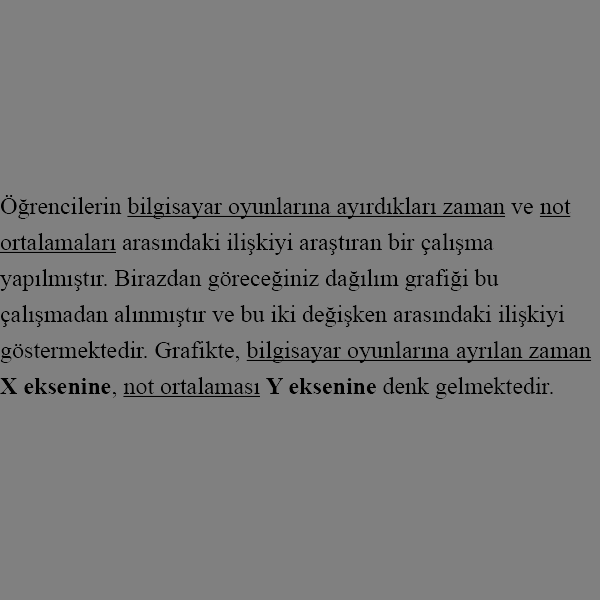 Öğrencilerin bilgisayar oyunlarına ayırdıkları zaman ve not
ortalamaları arasındaki ilişkiyi araştıran bir çalışma
yapılmıştır. Birazdan göreceğiniz dağılım grafiği bu
çalışmadan alınmıştır ve bu iki değişken arasındaki ilişkiyi
göstermektedir. Grafikte, bilgisayar oyunlarına ayrılan zaman
X eksenine, not ortalaması Y eksenine denk gelmektedir.